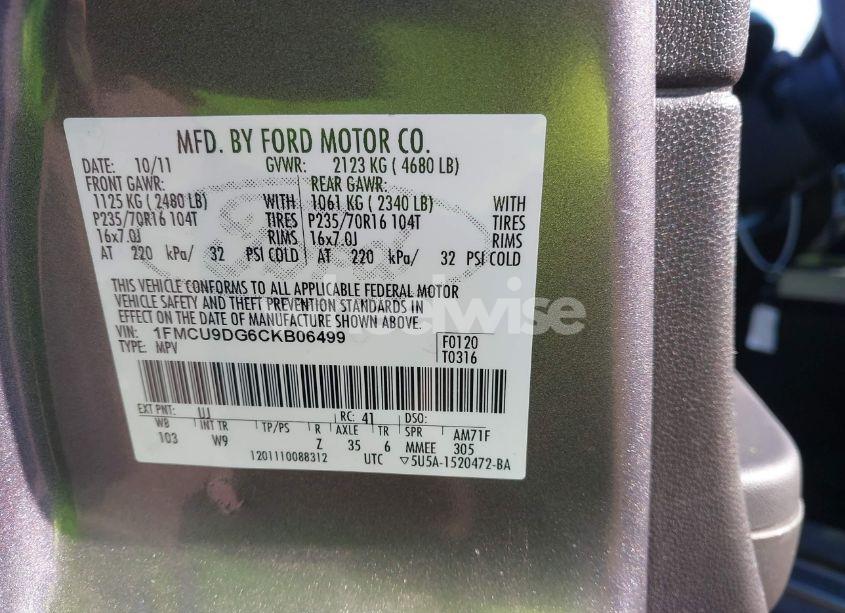 MFD. BY FORD MOTOR CO.
DATE: 10/11 GVWR: 2123 KG ( 4680 LB)
FRONT GAWR: REAR GAWR:
1125 KG ( 2480 LB) WITH 1061 KG ( 2340 LB) WITH
P235/70R16 104T TIRES P235/70R16 104T TIRES
16x7.0J RIMS 16x7.0J RIMS
AT 220 kPa/ 32 PSI COLD AT 220 kPa/ 32 PSI COLD
THIS VEHICLE CONFORMS TO ALL APPLICABLE FEDERAL MOTOR
VEHICLE SAFETY AND THEFT PREVENTION STANDARDS IN
EFFECT ON THE DATE OF MANUFACTURE SHOWN ABOVE.
VIN: 1FMCU9DG6CKB06499 F0120
TYPE: MPV T0316
EXT PNT: UJ RC: 41 DSO:
WB INT TR TP/PS R AXLE TR SPR AM71F
103 W9 Z 35 6 MMEE 305
1201110088312 UTC ▽5U5A-1520472-BA